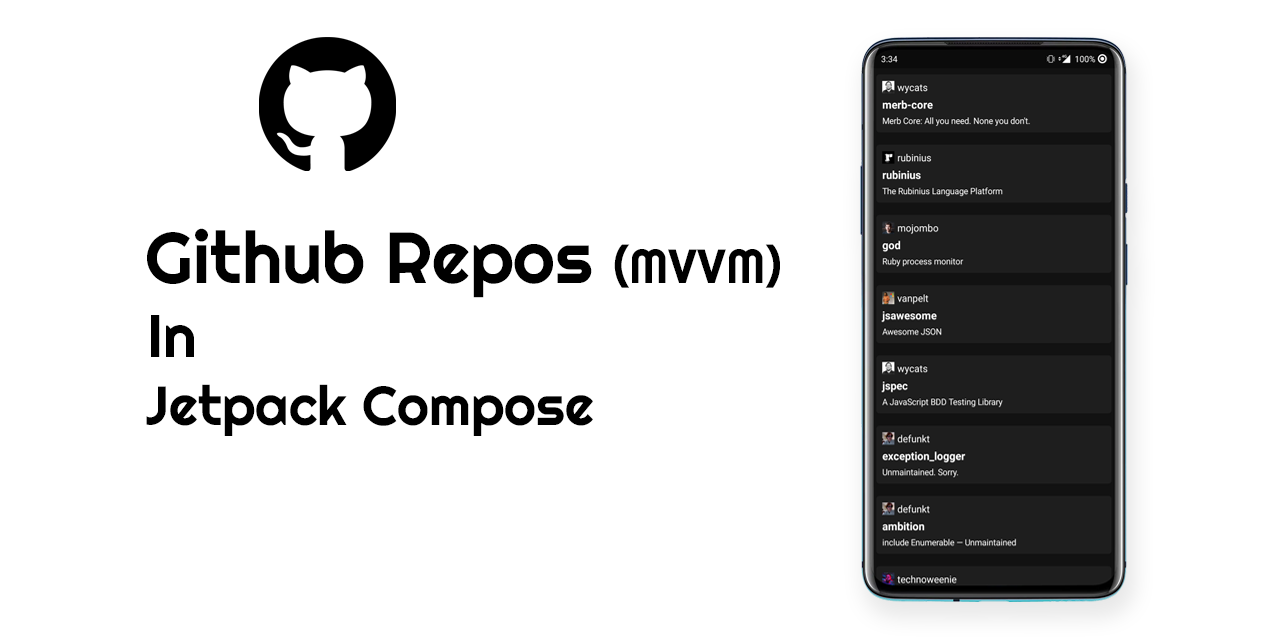 Github Repos (mvvm)
In
Jetpack Compose
3:34 100%
wycats
merb-core
Merb Core: All you need. None you don't.
rubinius
rubinius
The Rubinius Language Platform
mojombo
god
Ruby process monitor
vanpelt
jsawesome
Awesome JSON
wycats
jspec
A JavaScript BDD Testing Library
defunkt
exception_logger
Unmaintained. Sorry.
defunkt
ambition
include Enumerable — Unmaintained
technoweenie